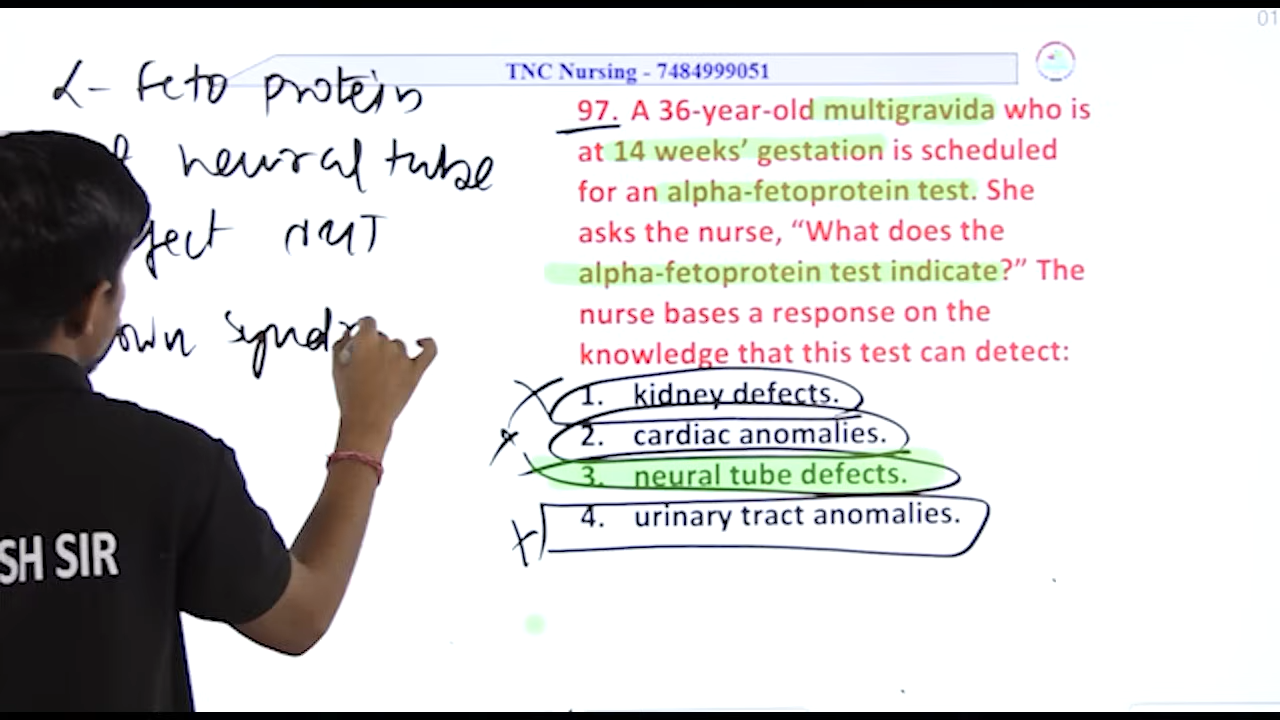 01
TNC Nursing - 7484999051
α- Feto protein
neural tube
NMT
Synd
97. A 36-year-old multigravida who is
at 14 weeks’ gestation is scheduled
for an alpha-fetoprotein test. She
asks the nurse, “What does the
alpha-fetoprotein test indicate?” The
nurse bases a response on the
knowledge that this test can detect:
1. kidney defects.
2. cardiac anomalies.
3. neural tube defects.
4. urinary tract anomalies.
SH SIR